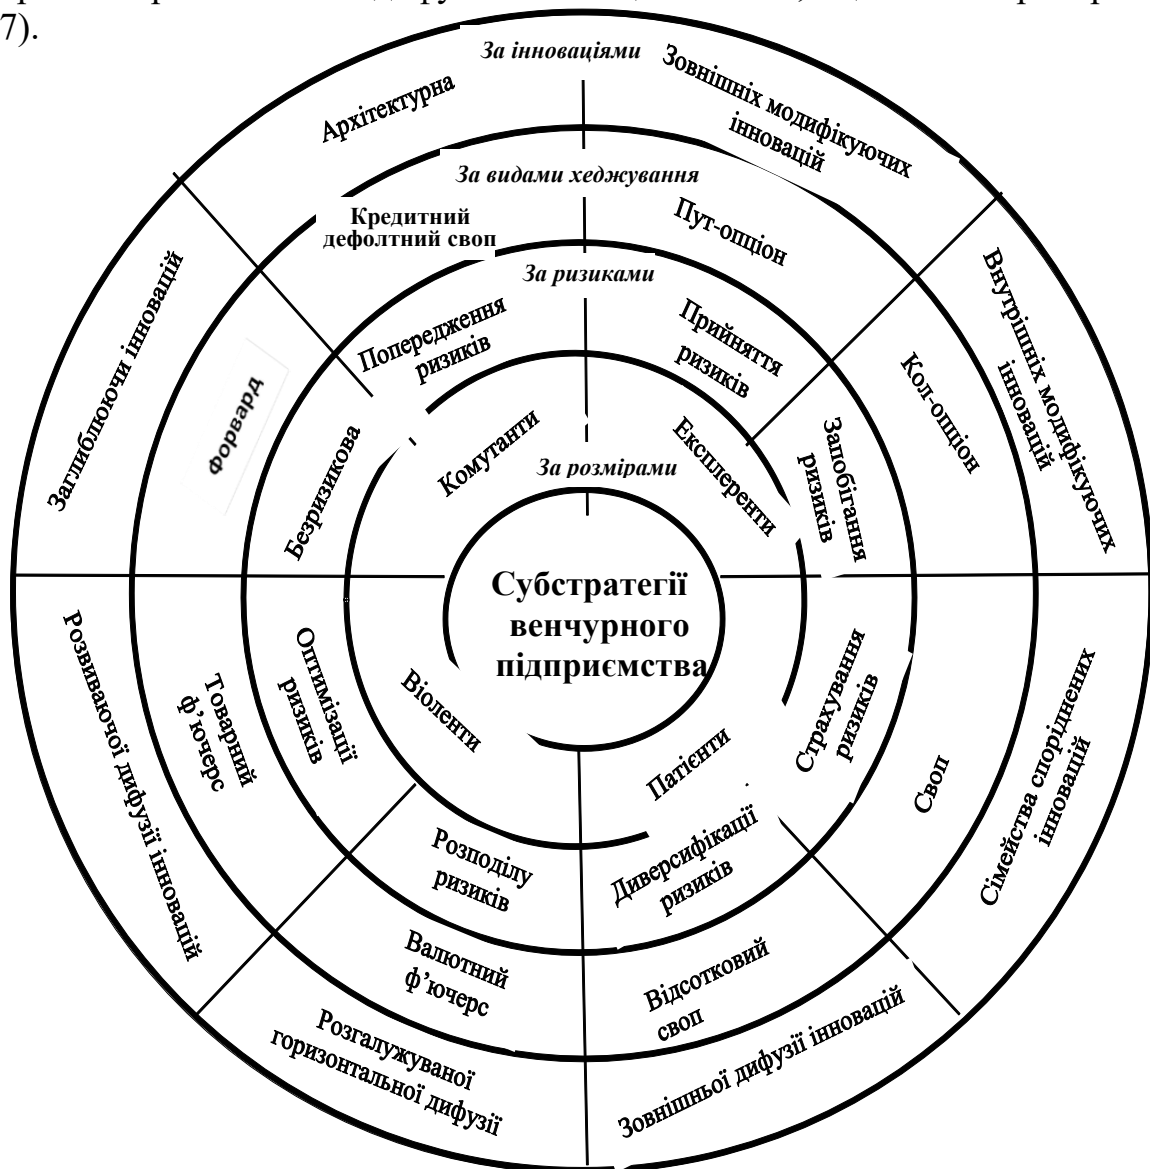 7).
За інноваціями
Архітектурна
Зовнішніх модифікуючих
інновацій
Внутрішніх модифікуючих
інновацій
Сімейства споріднених
інновацій
Зовнішньої дифузії інновацій
Розгалужуваної
горизонтальної дифузії
Розвиваючої дифузії інновацій
Заглиблюючи інновацій
За видами хеджування
Кредитний
дефолтний своп
Пут-опціон
Кол-опціон
Своп
Відсотковий
своп
Валютний
ф’ючерс
Товарний
ф’ючерс
Форвард
За ризиками
Попередження
ризиків
Прийняття
ризиків
Запобігання
ризиків
Страхування
ризиків
Диверсифікації
ризиків
Розподілу
ризиків
Оптимізації
ризиків
Безризикова
За розмірами
Комутанти
Експлеренти
Патієнти
Віоленти
Субстратегії
венчурного
підприємства